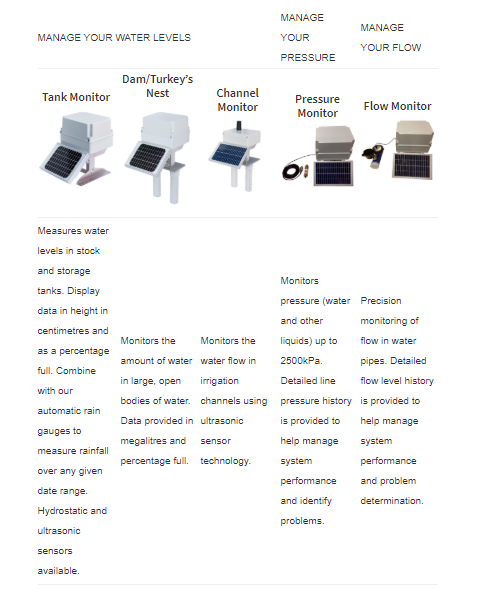 MANAGE YOUR WATER LEVELS
MANAGE
YOUR
PRESSURE
MANAGE
YOUR FLOW
Tank Monitor
Dam/Turkey’s
Nest
Channel
Monitor
Pressure
Monitor
Flow Monitor
Measures water
levels in stock
and storage
tanks. Display
data in height in
centimetres and
as a percentage
full. Combine
with our
automatic rain
gauges to
measure rainfall
over any given
date range.
Hydrostatic and
ultrasonic
sensors
available.
Monitors the
amount of water
in large, open
bodies of water.
Data provided in
megalitres and
percentage full.
Monitors the
water flow in
irrigation
channels using
ultrasonic
sensor
technology.
Monitors
pressure (water
and other
liquids) up to
2500kPa.
Detailed line
pressure history
is provided to
help manage
system
performance
and identify
problems.
Precision
monitoring of
flow in water
pipes. Detailed
flow level history
is provided to
help manage
system
performance
and problem
determination.